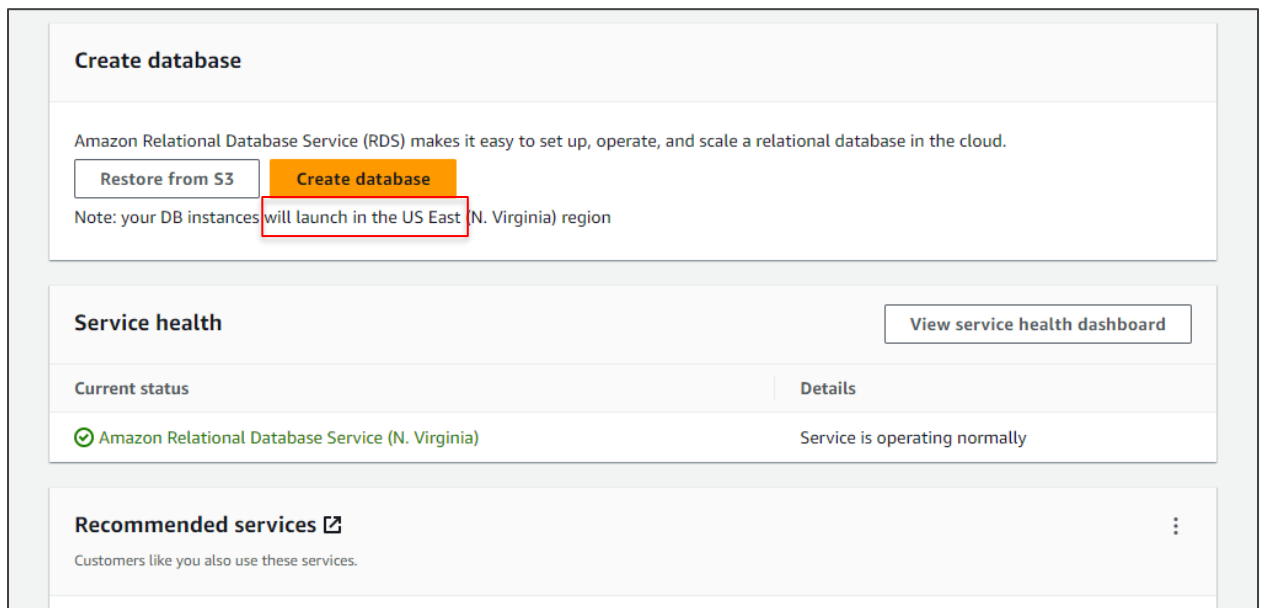 Create database
Amazon Relational Database Service (RDS) makes it easy to set up, operate, and scale a relational database in the cloud.
Restore from S3 Create database
Note: your DB instances will launch in the US East (N. Virginia) region
Service health View service health dashboard
Current status Details
Amazon Relational Database Service (N. Virginia) Service is operating normally
Recommended services
Customers like you also use these services.